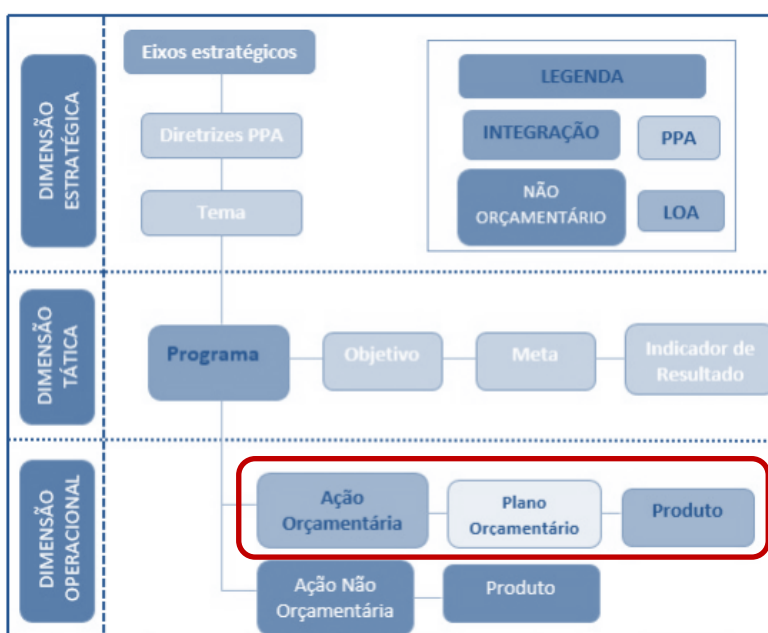 DIMENSÃO
ESTRATÉGICA
Eixos estratégicos
Diretrizes PPA
Tema
LEGENDA
INTEGRAÇÃO
PPA
NÃO
ORÇAMENTÁRIO
LOA
DIMENSÃO
TÁTICA
Programa
Objetivo
Meta
Indicador de
Resultado
DIMENSÃO
OPERACIONAL
Ação
Orçamentária
Plano
Orçamentário
Produto
Ação Não
Orçamentária
Produto